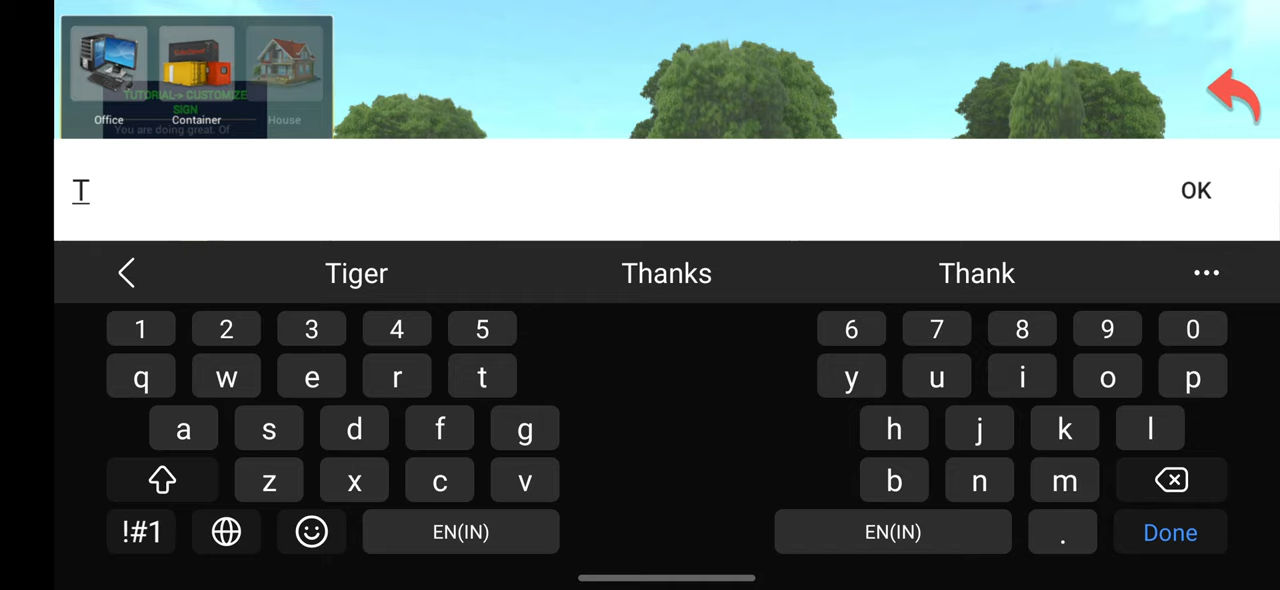 TUTORIAL-> CUSTOMIZE
SIGN
Office Container House
You are doing great. Of
T
OK
Tiger Thanks Thank ...
1 2 3 4 5 6 7 8 9 0
q w e r t y u i o p
a s d f g h j k l
z x c v b n m
!#1 EN(IN) EN(IN) . Done